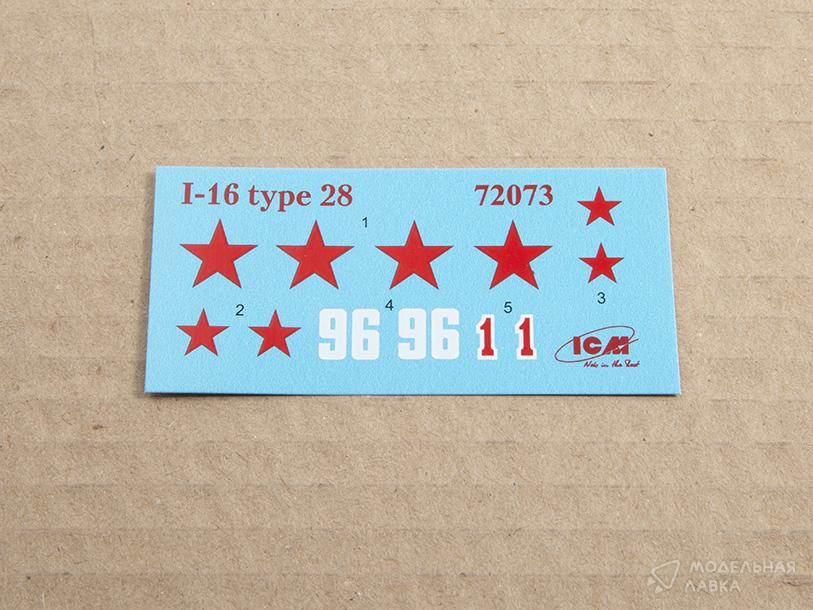 I-16 type 28 72073
1
2 4 5 3
96 96 1 1
ICM
МОДЕЛЬНАЯ
ЛАВКА